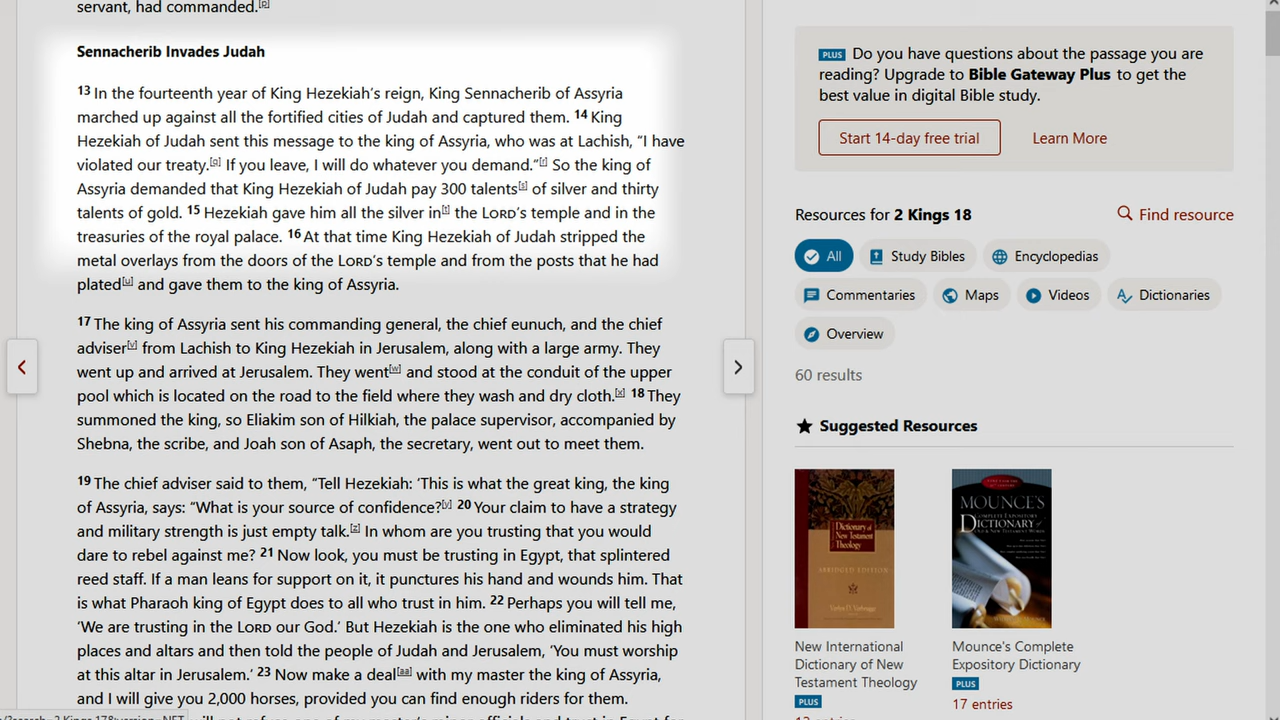 servant, had commanded.[p]
Sennacherib Invades Judah
13 In the fourteenth year of King Hezekiah’s reign, King Sennacherib of Assyria
marched up against all the fortified cities of Judah and captured them. 14 King
Hezekiah of Judah sent this message to the king of Assyria, who was at Lachish, “I have
violated our treaty.[q] If you leave, I will do whatever you demand.”[r] So the king of
Assyria demanded that King Hezekiah of Judah pay 300 talents[s] of silver and thirty
talents of gold. 15 Hezekiah gave him all the silver in[t] the LORD’s temple and in the
treasuries of the royal palace. 16 At that time King Hezekiah of Judah stripped the
metal overlays from the doors of the LORD’s temple and from the posts that he had
plated[u] and gave them to the king of Assyria.
17 The king of Assyria sent his commanding general, the chief eunuch, and the chief
adviser[v] from Lachish to King Hezekiah in Jerusalem, along with a large army. They
went up and arrived at Jerusalem. They went[w] and stood at the conduit of the upper
pool which is located on the road to the field where they wash and dry cloth.[x] 18 They
summoned the king, so Eliakim son of Hilkiah, the palace supervisor, accompanied by
Shebna, the scribe, and Joah son of Asaph, the secretary, went out to meet them.
19 The chief adviser said to them, “Tell Hezekiah: ‘This is what the great king, the king
of Assyria, says: “What is your source of confidence?[y] 20 Your claim to have a strategy
and military strength is just empty talk.[z] In whom are you trusting that you would
dare to rebel against me? 21 Now look, you must be trusting in Egypt, that splintered
reed staff. If a man leans for support on it, it punctures his hand and wounds him. That
is what Pharaoh king of Egypt does to all who trust in him. 22 Perhaps you will tell me,
‘We are trusting in the LORD our God.’ But Hezekiah is the one who eliminated his high
places and altars and then told the people of Judah and Jerusalem, ‘You must worship
at this altar in Jerusalem.’ 23 Now make a deal[aa] with my master the king of Assyria,
and I will give you 2,000 horses, provided you can find enough riders for them.
PLUS Do you have questions about the passage you are
reading? Upgrade to Bible Gateway Plus to get the
best value in digital Bible study.
Start 14-day free trial
Learn More
Resources for 2 Kings 18
Find resource
All
Study Bibles
Encyclopedias
Commentaries
Maps
Videos
Dictionaries
Overview
60 results
Suggested Resources
Dictionary of New Testament Theology
ABRIDGED EDITION
MOUNCE'S
COMPLETE EXPOSITORY
DICTIONARY of
New International
Dictionary of New
Testament Theology
PLUS
Mounce's Complete
Expository Dictionary
PLUS
17 entries